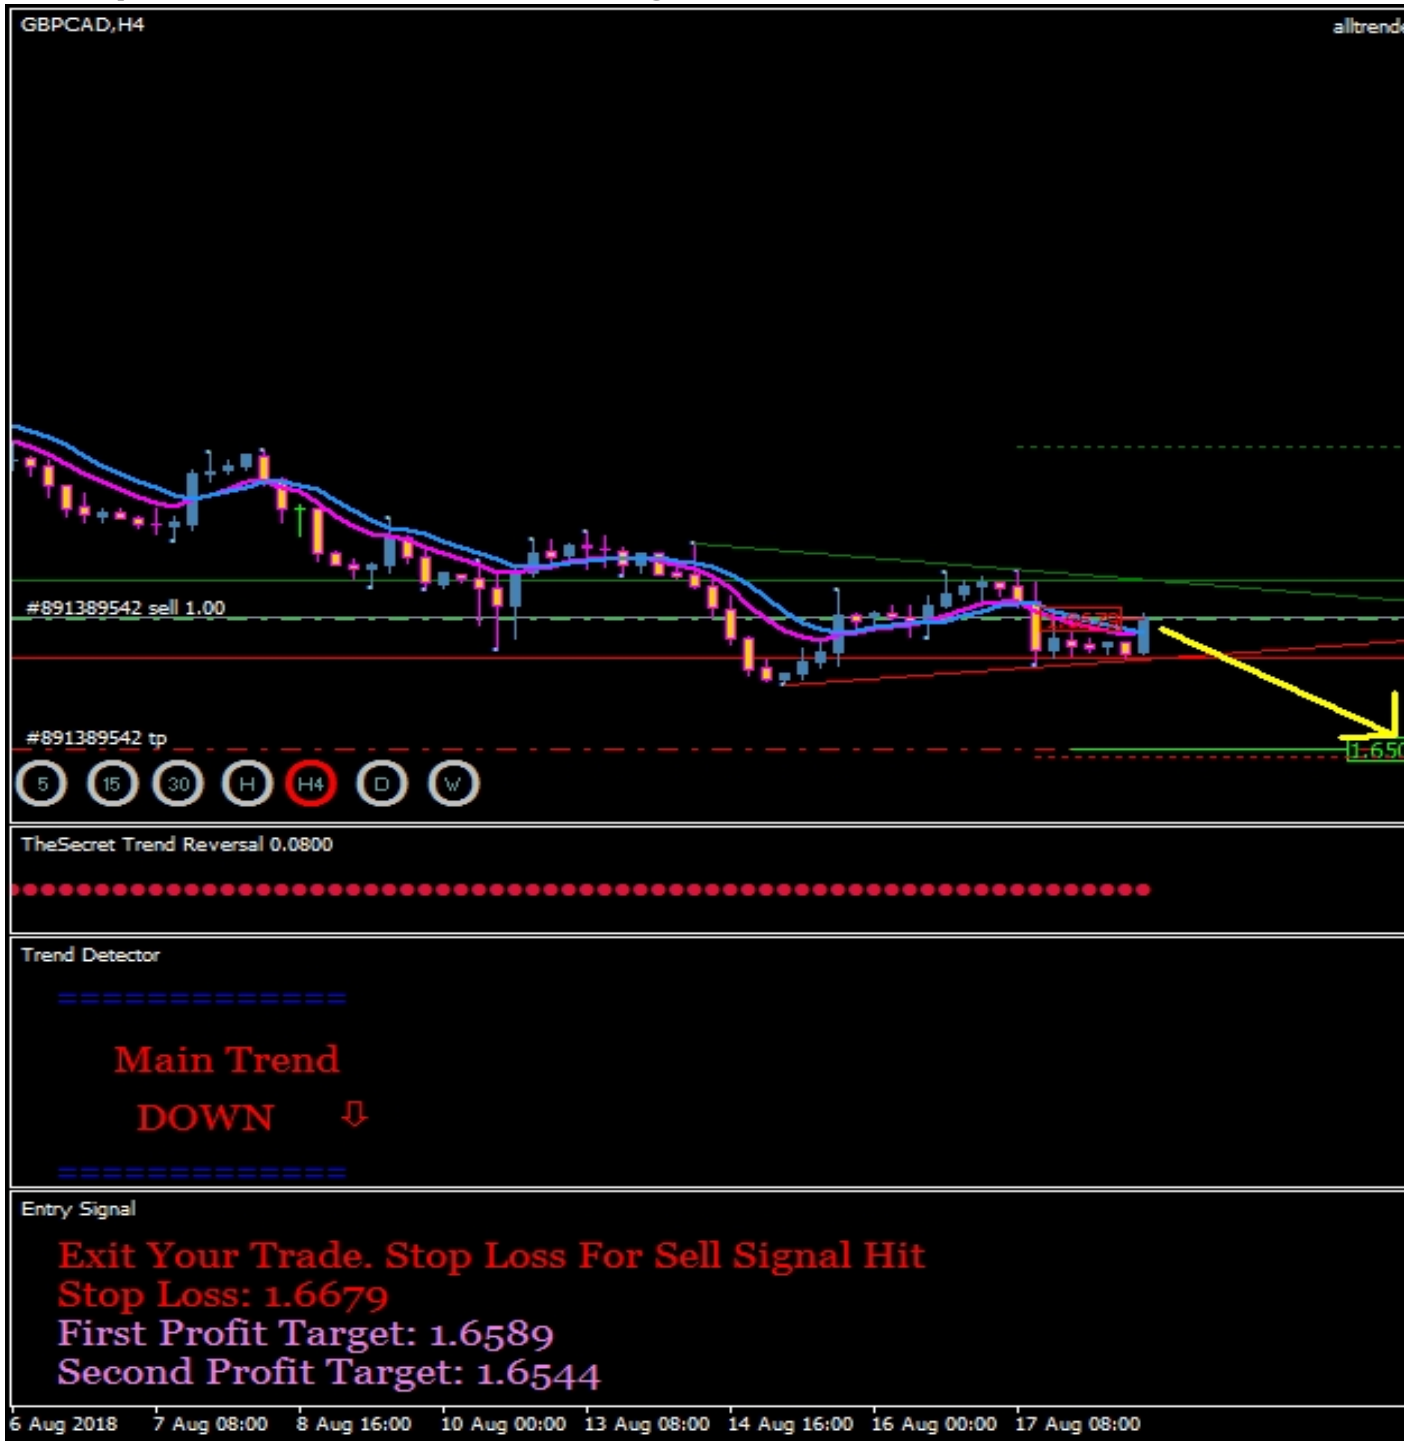 GBPCAD,H4
alltrende
#891389542 sell 1.00
#891389542 tp
1.650
5 15 30 H H4 D W
TheSecret Trend Reversal 0.0800
Trend Detector
=============
Main Trend
DOWN ⇩
=============
Entry Signal
Exit Your Trade. Stop Loss For Sell Signal Hit
Stop Loss: 1.6679
First Profit Target: 1.6589
Second Profit Target: 1.6544
6 Aug 2018 7 Aug 08:00 8 Aug 16:00 10 Aug 00:00 13 Aug 08:00 14 Aug 16:00 16 Aug 00:00 17 Aug 08:00